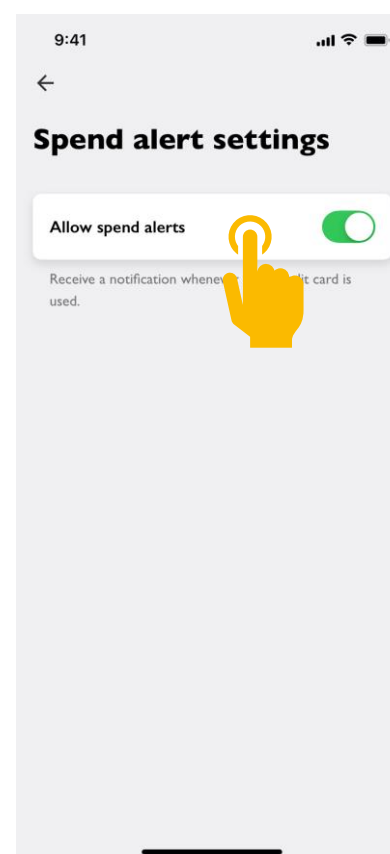 9:41
Spend alert settings
Allow spend alerts
Receive a notification card is
used.